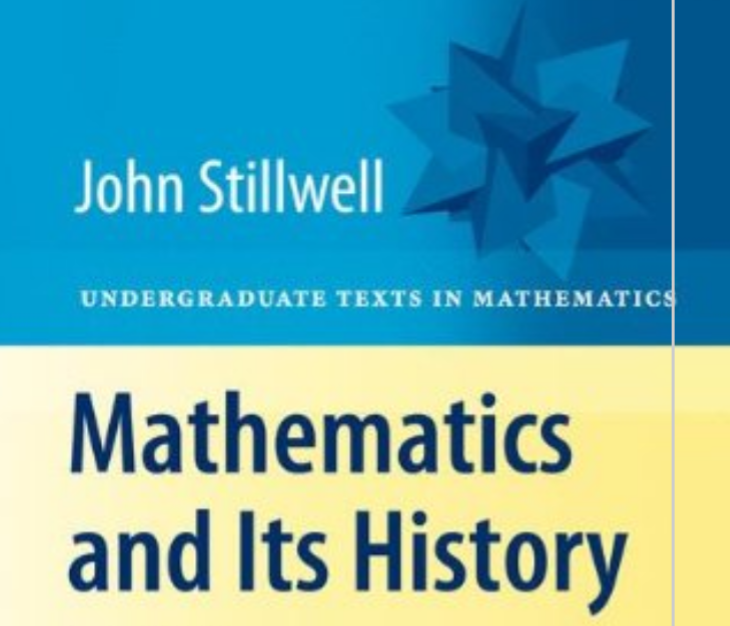 John Stillwell
UNDERGRADUATE TEXTS IN MATHEMATICS
Mathematics
and Its History